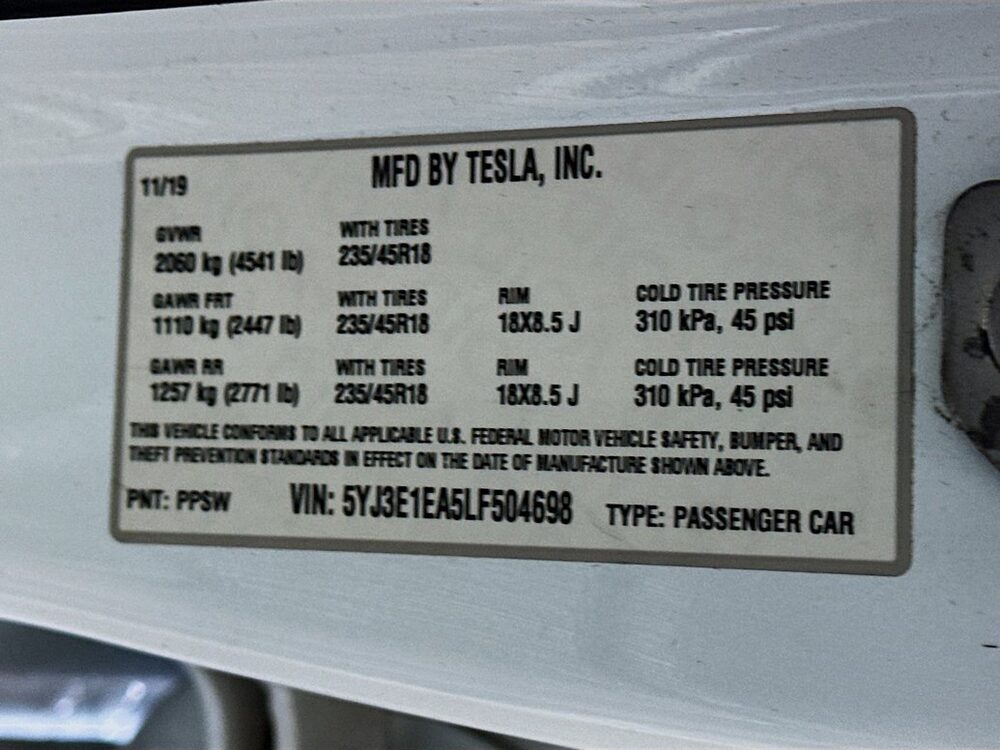 MFD BY TESLA, INC.
11/19
GVWR WITH TIRES
2060 kg (4541 lb) 235/45R18
GAWR FRT WITH TIRES RIM COLD TIRE PRESSURE
1110 kg (2447 lb) 235/45R18 18X8.5 J 310 kPa, 45 psi
GAWR RR WITH TIRES RIM COLD TIRE PRESSURE
1257 kg (2771 lb) 235/45R18 18X8.5 J 310 kPa, 45 psi
THIS VEHICLE CONFORMS TO ALL APPLICABLE U.S. FEDERAL MOTOR VEHICLE SAFETY, BUMPER, AND
THEFT PREVENTION STANDARDS IN EFFECT ON THE DATE OF MANUFACTURE SHOWN ABOVE.
PNT: PPSW VIN: 5YJ3E1EA5LF504698 TYPE: PASSENGER CAR